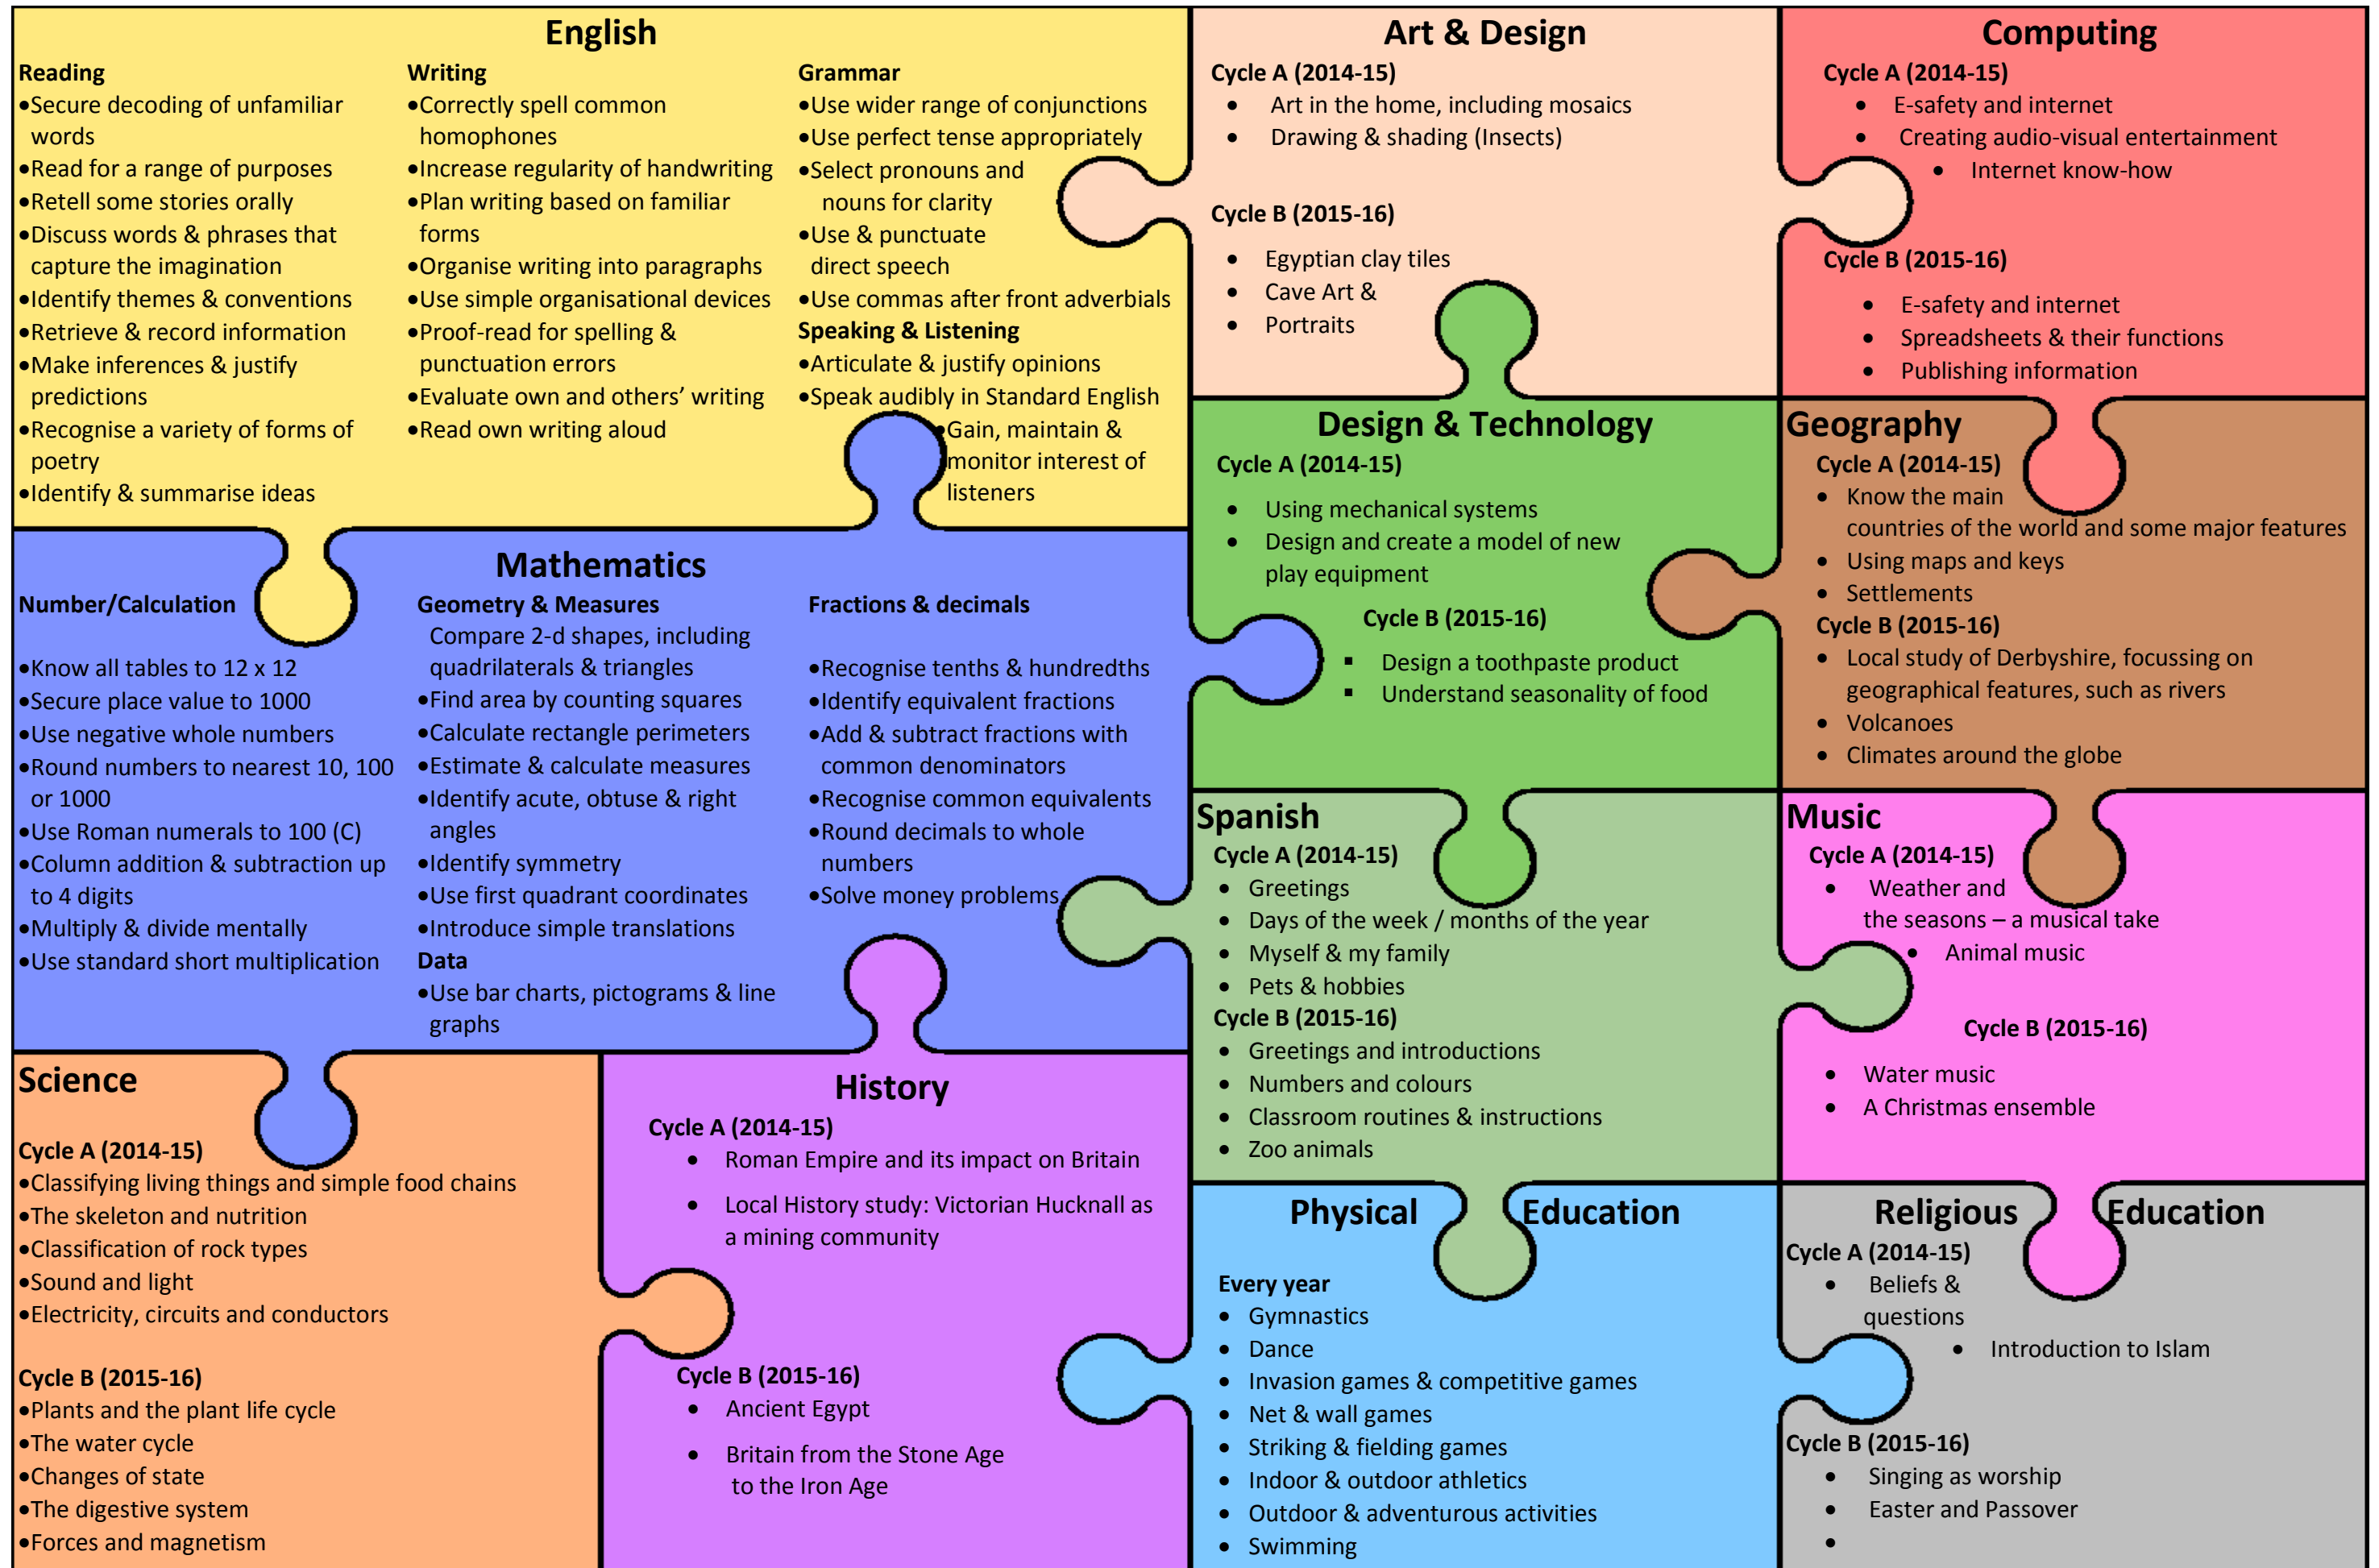 English
Reading
•Secure decoding of unfamiliar
words
•Read for a range of purposes
•Retell some stories orally
•Discuss words & phrases that
capture the imagination
•Identify themes & conventions
•Retrieve & record information
•Make inferences & justify
predictions
•Recognise a variety of forms of
poetry
•Identify & summarise ideas
Writing
•Correctly spell common
homophones
•Increase regularity of handwriting
•Plan writing based on familiar
forms
•Organise writing into paragraphs
•Use simple organisational devices
•Proof-read for spelling &
punctuation errors
•Evaluate own and others’ writing
•Read own writing aloud
Grammar
•Use wider range of conjunctions
•Use perfect tense appropriately
•Select pronouns and
nouns for clarity
•Use & punctuate
direct speech
•Use commas after front adverbials
Speaking & Listening
•Articulate & justify opinions
•Speak audibly in Standard English
•Gain, maintain &
monitor interest of
listeners
Art & Design
Cycle A (2014-15)
• Art in the home, including mosaics
• Drawing & shading (Insects)
Cycle B (2015-16)
• Egyptian clay tiles
• Cave Art &
• Portraits
Computing
Cycle A (2014-15)
• E-safety and internet
• Creating audio-visual entertainment
• Internet know-how
Cycle B (2015-16)
• E-safety and internet
• Spreadsheets & their functions
• Publishing information
Mathematics
Number/Calculation
•Know all tables to 12 x 12
•Secure place value to 1000
•Use negative whole numbers
•Round numbers to nearest 10, 100
or 1000
•Use Roman numerals to 100 (C)
•Column addition & subtraction up
to 4 digits
•Multiply & divide mentally
•Use standard short multiplication
Geometry & Measures
Compare 2-d shapes, including
quadrilaterals & triangles
•Find area by counting squares
•Calculate rectangle perimeters
•Estimate & calculate measures
•Identify acute, obtuse & right
angles
•Identify symmetry
•Use first quadrant coordinates
•Introduce simple translations
Data
•Use bar charts, pictograms & line
graphs
Fractions & decimals
•Recognise tenths & hundredths
•Identify equivalent fractions
•Add & subtract fractions with
common denominators
•Recognise common equivalents
•Round decimals to whole
numbers
•Solve money problems
Design & Technology
Cycle A (2014-15)
• Using mechanical systems
• Design and create a model of new
play equipment
Cycle B (2015-16)
▪ Design a toothpaste product
▪ Understand seasonality of food
Geography
Cycle A (2014-15)
• Know the main
countries of the world and some major features
• Using maps and keys
• Settlements
Cycle B (2015-16)
• Local study of Derbyshire, focussing on
geographical features, such as rivers
• Volcanoes
• Climates around the globe
Spanish
Cycle A (2014-15)
• Greetings
• Days of the week / months of the year
• Myself & my family
• Pets & hobbies
Cycle B (2015-16)
• Greetings and introductions
• Numbers and colours
• Classroom routines & instructions
• Zoo animals
Music
Cycle A (2014-15)
• Weather and
the seasons – a musical take
• Animal music
Cycle B (2015-16)
• Water music
• A Christmas ensemble
Science
Cycle A (2014-15)
•Classifying living things and simple food chains
•The skeleton and nutrition
•Classification of rock types
•Sound and light
•Electricity, circuits and conductors
Cycle B (2015-16)
•Plants and the plant life cycle
•The water cycle
•Changes of state
•The digestive system
•Forces and magnetism
History
Cycle A (2014-15)
• Roman Empire and its impact on Britain
• Local History study: Victorian Hucknall as
a mining community
Cycle B (2015-16)
• Ancient Egypt
• Britain from the Stone Age
to the Iron Age
Physical Education
Every year
• Gymnastics
• Dance
• Invasion games & competitive games
• Net & wall games
• Striking & fielding games
• Indoor & outdoor athletics
• Outdoor & adventurous activities
• Swimming
Religious Education
Cycle A (2014-15)
• Beliefs &
questions
• Introduction to Islam
Cycle B (2015-16)
• Singing as worship
• Easter and Passover
•